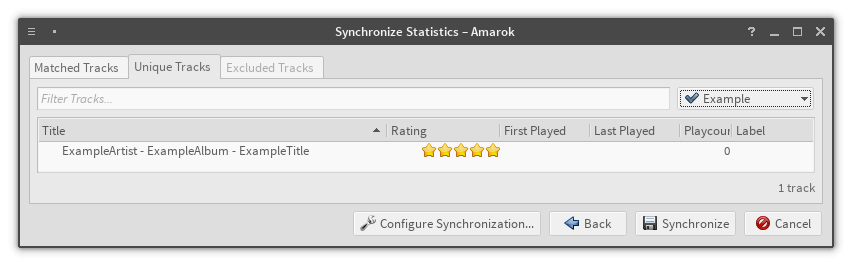 Synchronize Statistics – Amarok
Matched Tracks Unique Tracks Excluded Tracks
Filter Tracks... Example
Title Rating First Played Last Played Playcour Label
ExampleArtist - ExampleAlbum - ExampleTitle 0
1 track
Configure Synchronization... Back Synchronize Cancel